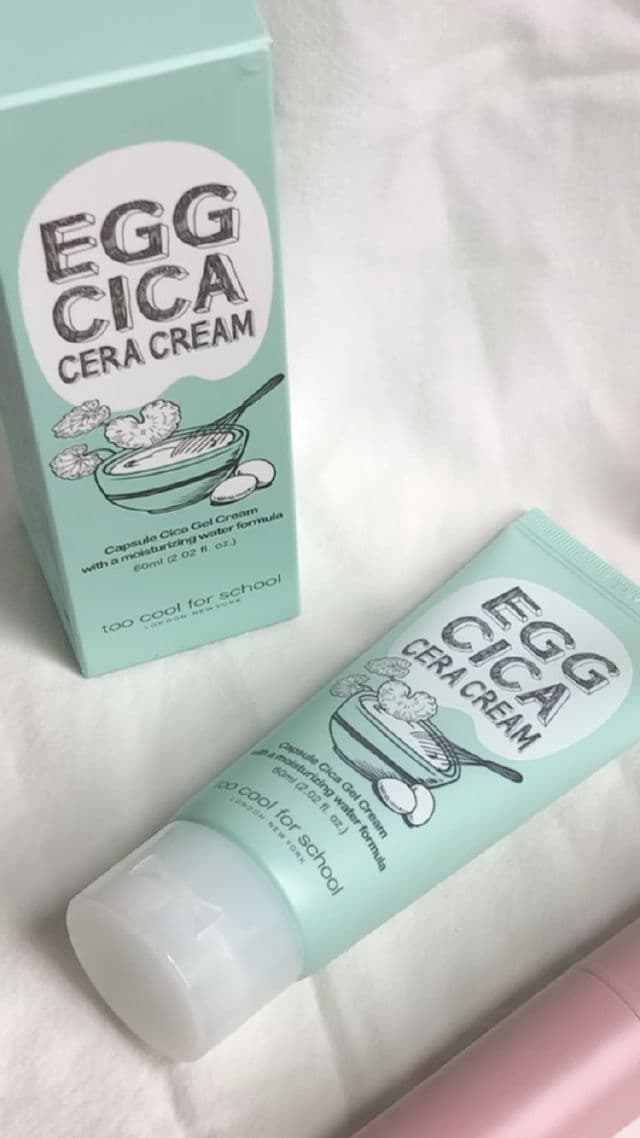 EGG
CICA
CERA CREAM
Capsule Cica Gel Cream
with a moisturizing water formula
60ml (2.02 fl. oz.)
too cool for school
LONDON NEW YORK
EGG
CICA
CERA CREAM
Capsule Cica Gel Cream
with a moisturizing water formula
60ml (2.02 fl. oz.)
too cool for school
LONDON NEW YORK